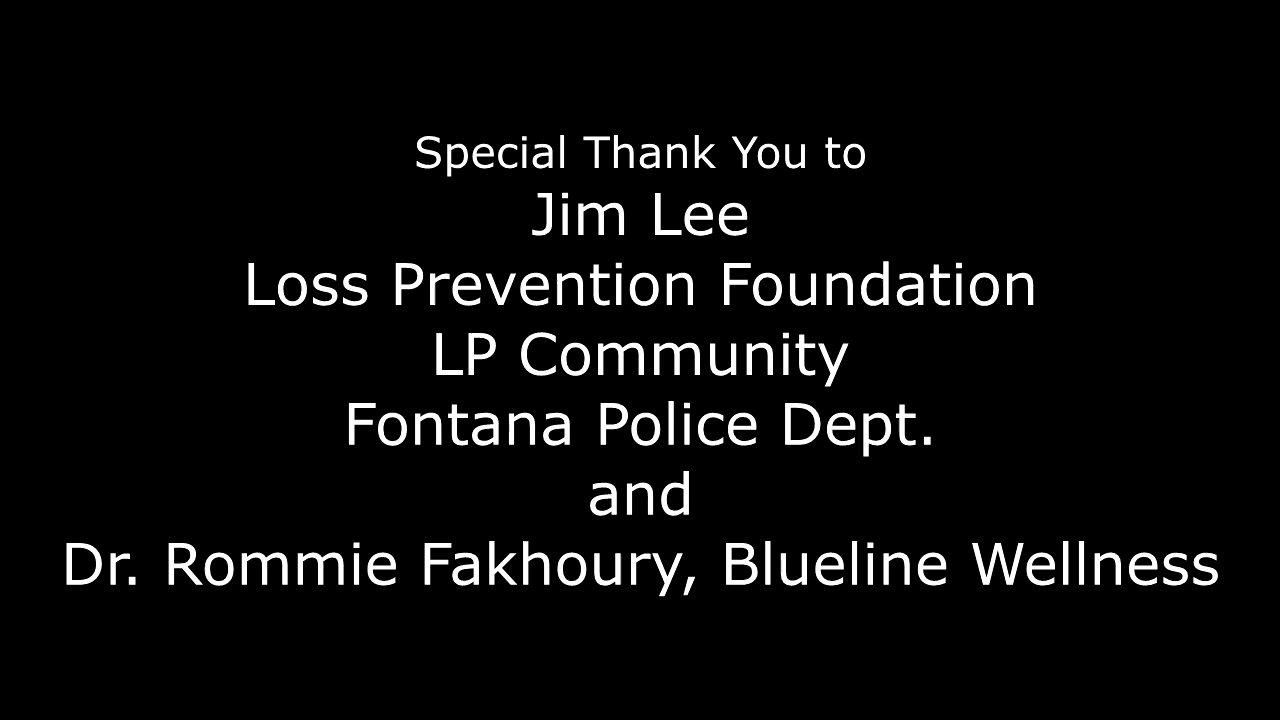 Special Thank You to
Jim Lee
Loss Prevention Foundation
LP Community
Fontana Police Dept.
and
Dr. Rommie Fakhoury, Blueline Wellness